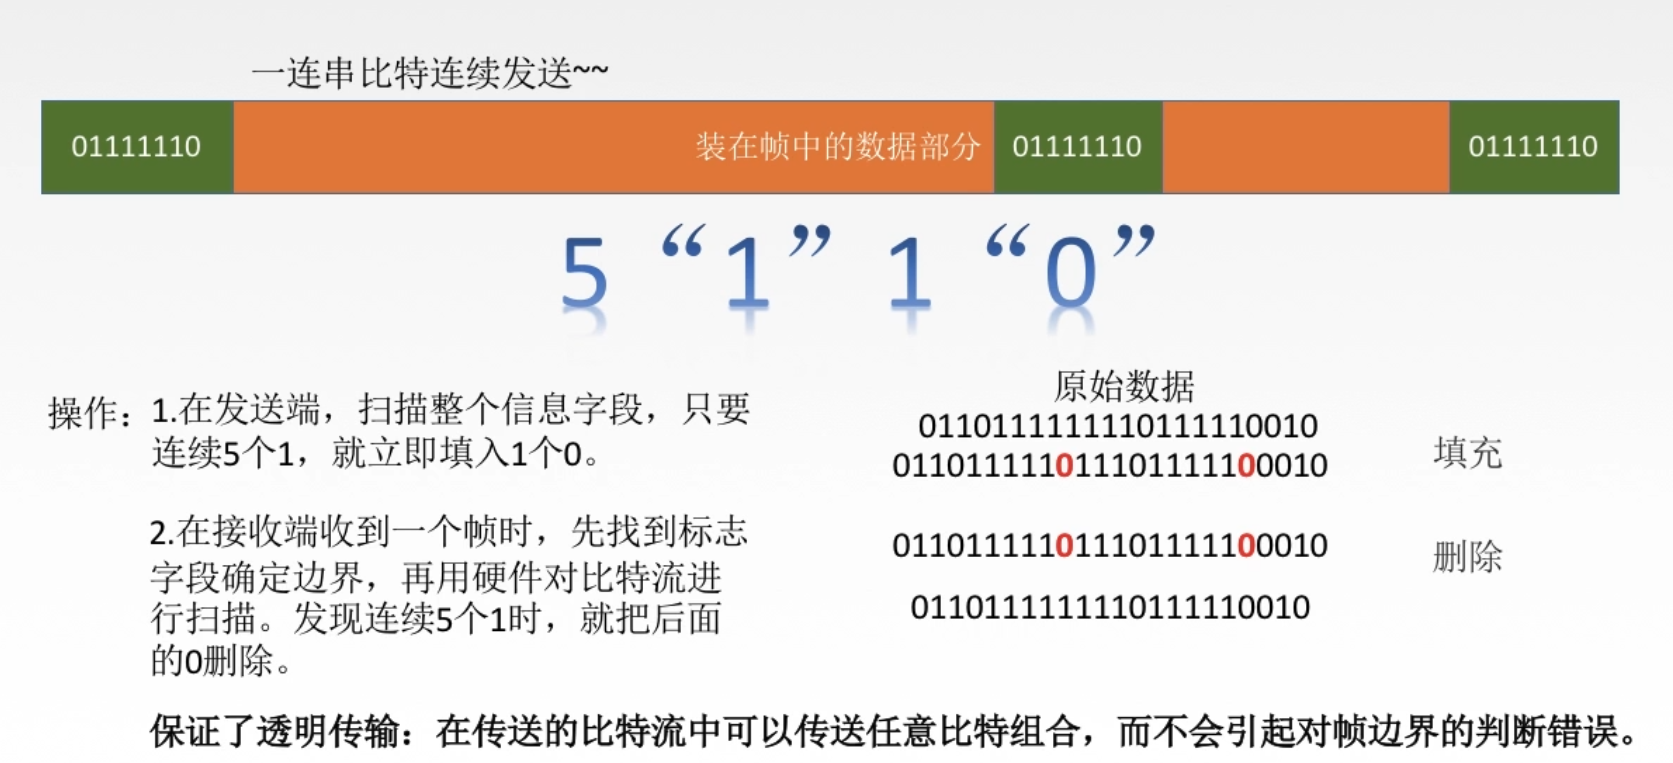 一连串比特连续发送~~
01111110 装在帧中的数据部分 01111110 01111110
5 “1” 1 “0”
操作：1.在发送端，扫描整个信息字段，只要
连续5个1，就立即填入1个0。
2.在接收端收到一个帧时，先找到标志
字段确定边界，再用硬件对比特流进
行扫描。发现连续5个1时，就把后面
的0删除。
原始数据
0110111111110111110010
011011111011101111100010
填充
011011111011101111100010
删除
0110111111110111110010
保证了透明传输：在传送的比特流中可以传送任意比特组合，而不会引起对帧边界的判断错误。